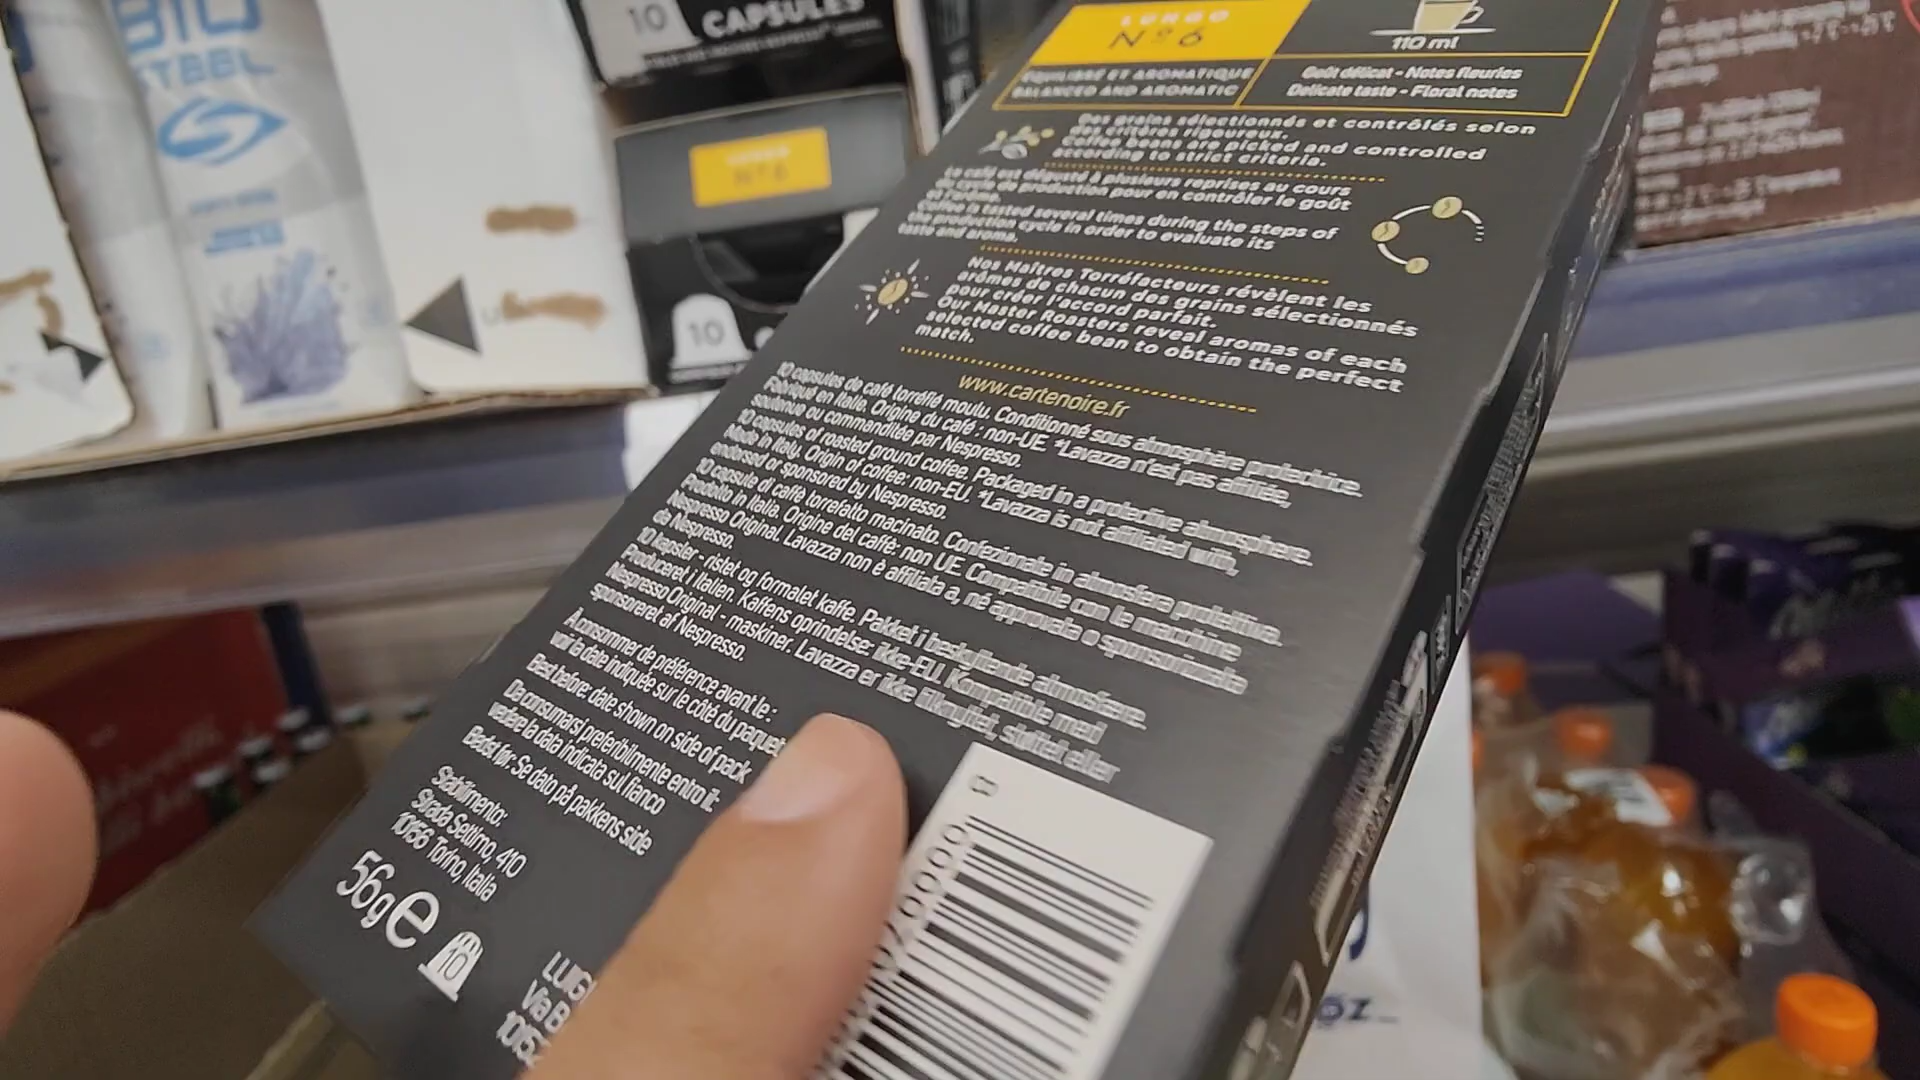 BIO
STEEL
10
CAPSULES
10
LUNGO
Nº6
110 ml
ÉQUILIBRÉ ET AROMATIQUE
BALANCED AND AROMATIC
Goût délicat - Notes fleuries
Delicate taste - Floral notes
Des grains sélectionnés et contrôlés selon
des critères rigoureux.
Coffee beans are picked and controlled
according to strict criteria.
Le café est dégusté à plusieurs reprises au cours
du cycle de production pour en contrôler le goût
et l'arôme.
Coffee is tasted several times during the steps of
the production cycle in order to evaluate its
taste and aroma.
Nos Maîtres Torréfacteurs révèlent les
arômes de chacun des grains sélectionnés
pour créer l'accord parfait.
Our Master Roasters reveal aromas of each
selected coffee bean to obtain the perfect
match.
www.cartenoire.fr
10 capsules de café torréfié moulu. Conditionné sous atmosphère protectrice.
Fabriqué en Italie. Origine du café : non-UE. *Lavazza n'est pas affiliée,
soutenue ou commanditée par Nespresso.
10 capsules of roasted ground coffee. Packaged in a protective atmosphere.
Made in Italy. Origin of coffee: non-EU. *Lavazza is not affiliated with,
endorsed or sponsored by Nespresso.
10 capsule di caffè torrefatto macinato. Confezionate in atmosfera protettiva.
Prodotto in Italia. Origine del caffè: non UE. Compatibile con le macchine
Nespresso Original. Lavazza non è affiliata a, né approvata o sponsorizzata
da Nespresso.
10 kapsler - ristet og formalet kaffe. Pakket i beskyttende atmosfære.
Produceret i Italien. Kaffens oprindelse: ikke-EU. Kompatible med
Nespresso Original - maskiner. Lavazza er ikke tilknyttet, støttet eller
sponsoreret af Nespresso.
À consommer de préférence avant le :
voir la date indiquée sur le côté du paquet
Best before: date shown on side of pack
Da consumarsi preferibilmente entro il:
vedere la data indicata sul fianco
Bedst før: Se dato på pakkens side
Stabilimento:
Strada Settimo, 410
10156 Torino, Italia
56g e
10
LUIG
Via B
1015